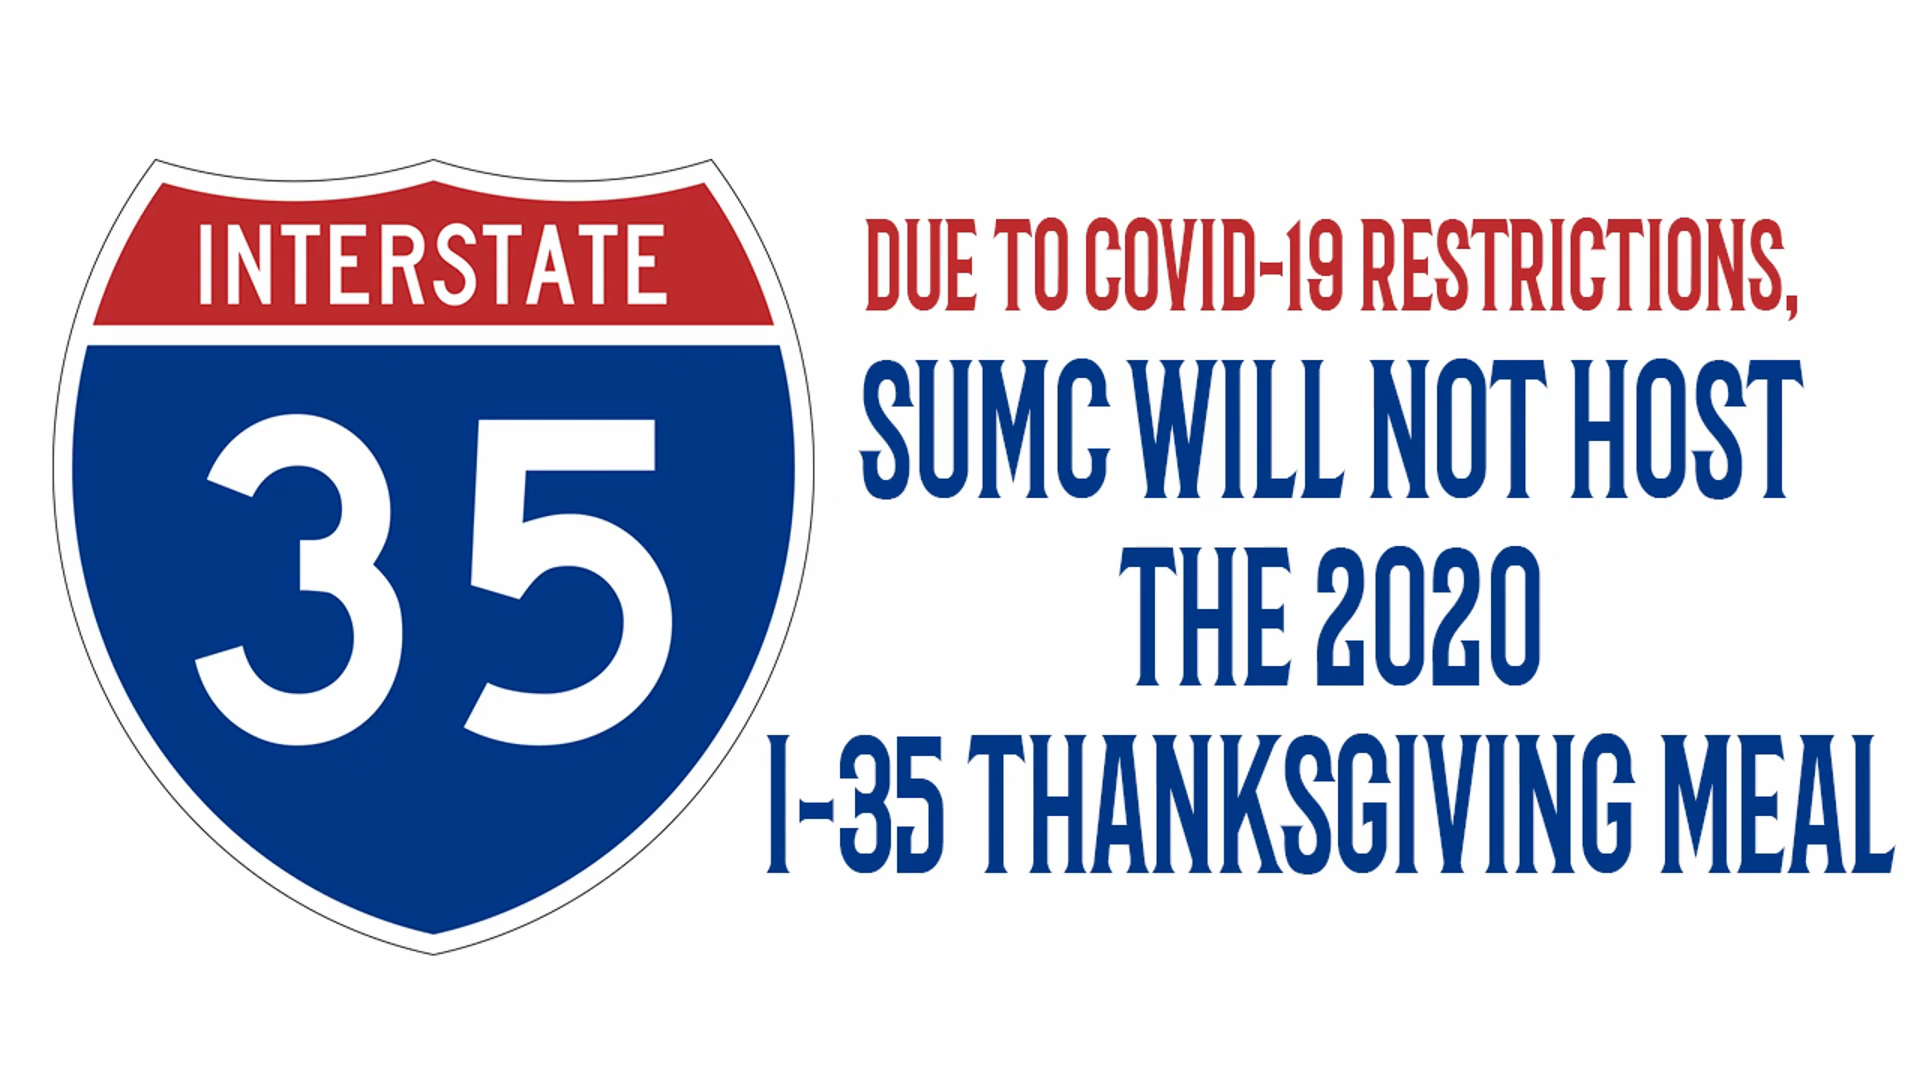 INTERSTATE
35
DUE TO COVID-19 RESTRICTIONS,
SUMC WILL NOT HOST
THE 2020
I-35 THANKSGIVING MEAL